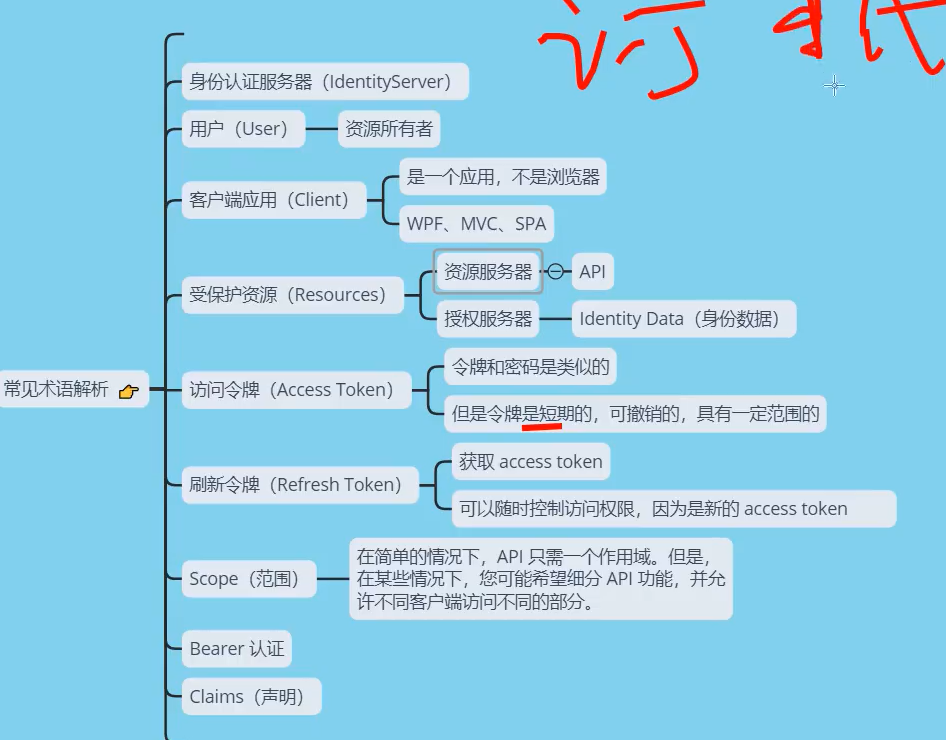 身份认证服务器（IdentityServer）
用户（User）
资源所有者
客户端应用（Client）
是一个应用，不是浏览器
WPF、MVC、SPA
受保护资源（Resources）
资源服务器
API
授权服务器
Identity Data（身份数据）
常见术语解析
访问令牌（Access Token）
令牌和密码是类似的
但是令牌是短期的，可撤销的，具有一定范围的
刷新令牌（Refresh Token）
获取 access token
可以随时控制访问权限，因为是新的 access token
Scope（范围）
在简单的情况下，API 只需一个作用域。但是，
在某些情况下，您可能希望细分 API 功能，并允
许不同客户端访问不同的部分。
Bearer 认证
Claims（声明）